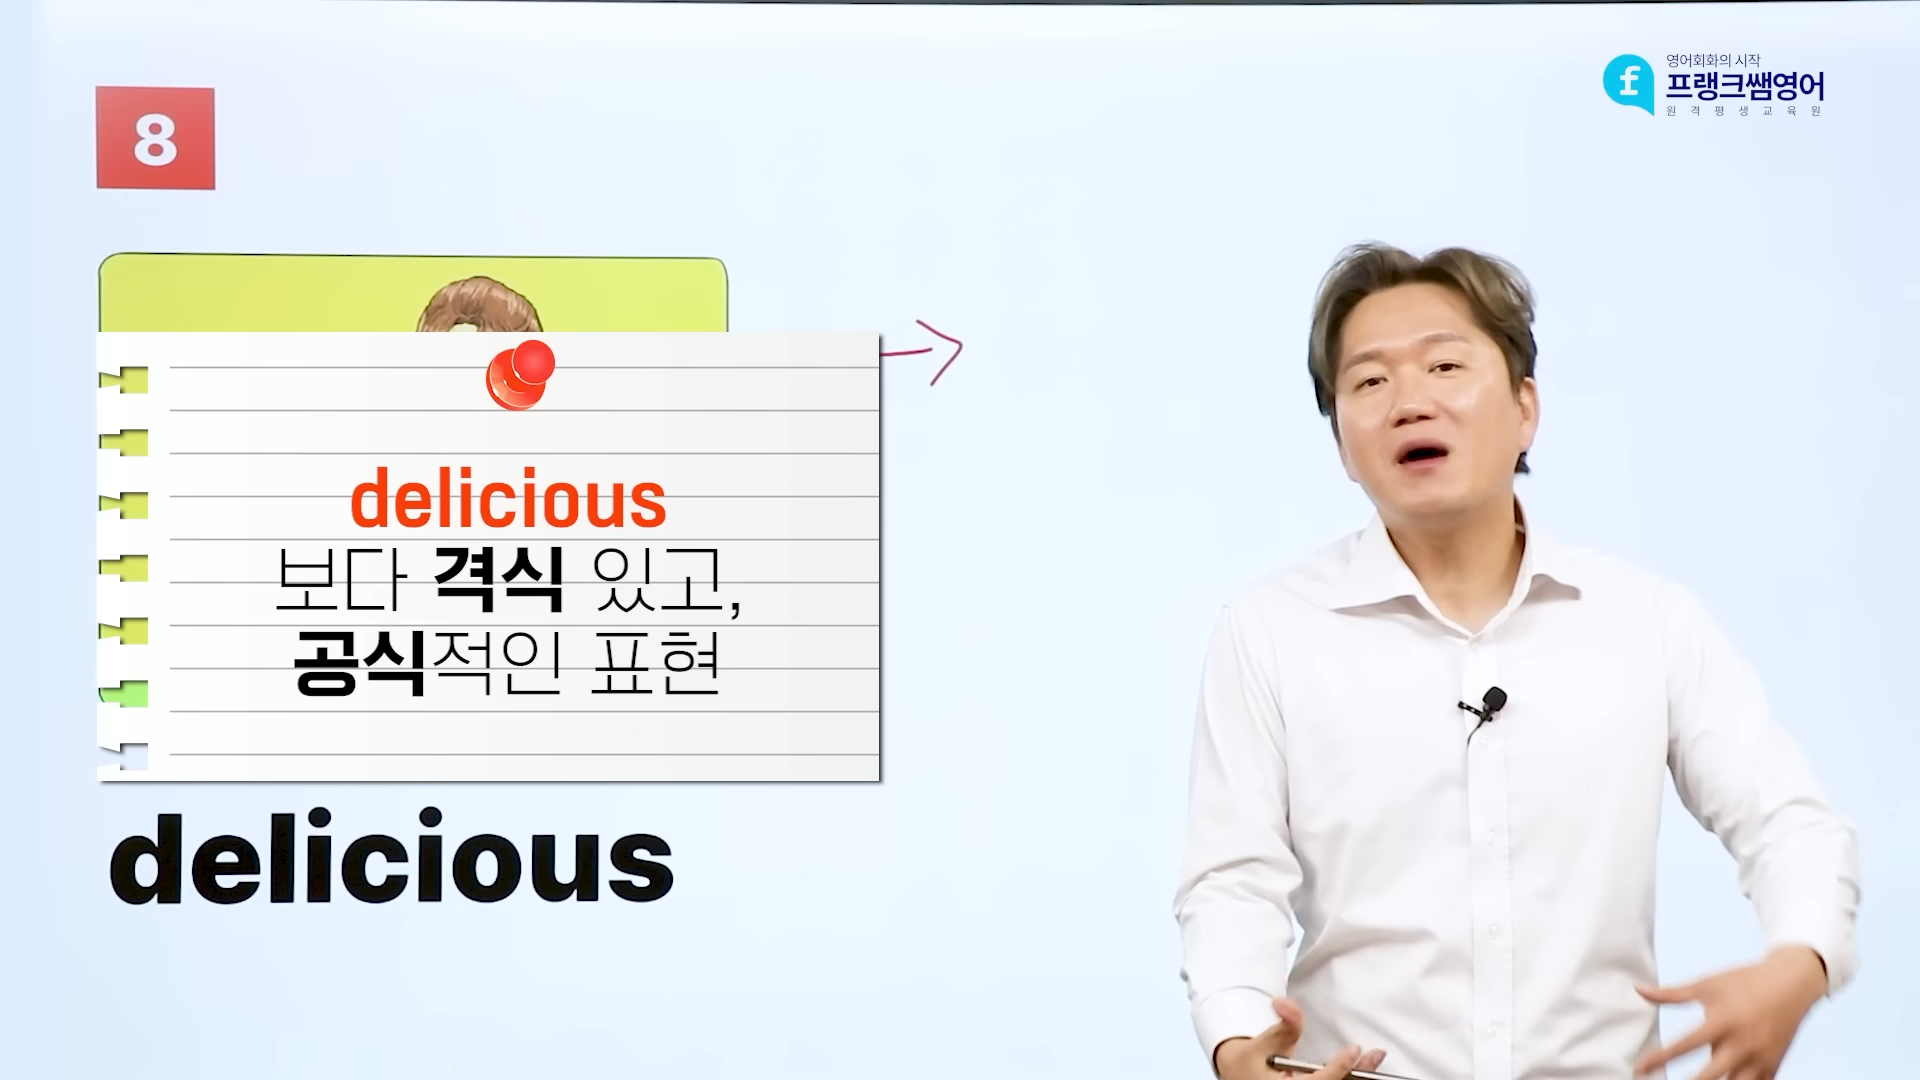 8
영어회화의 시작
프랭크쌤영어
원격평생교육원
delicious
보다 격식 있고,
공식적인 표현
delicious